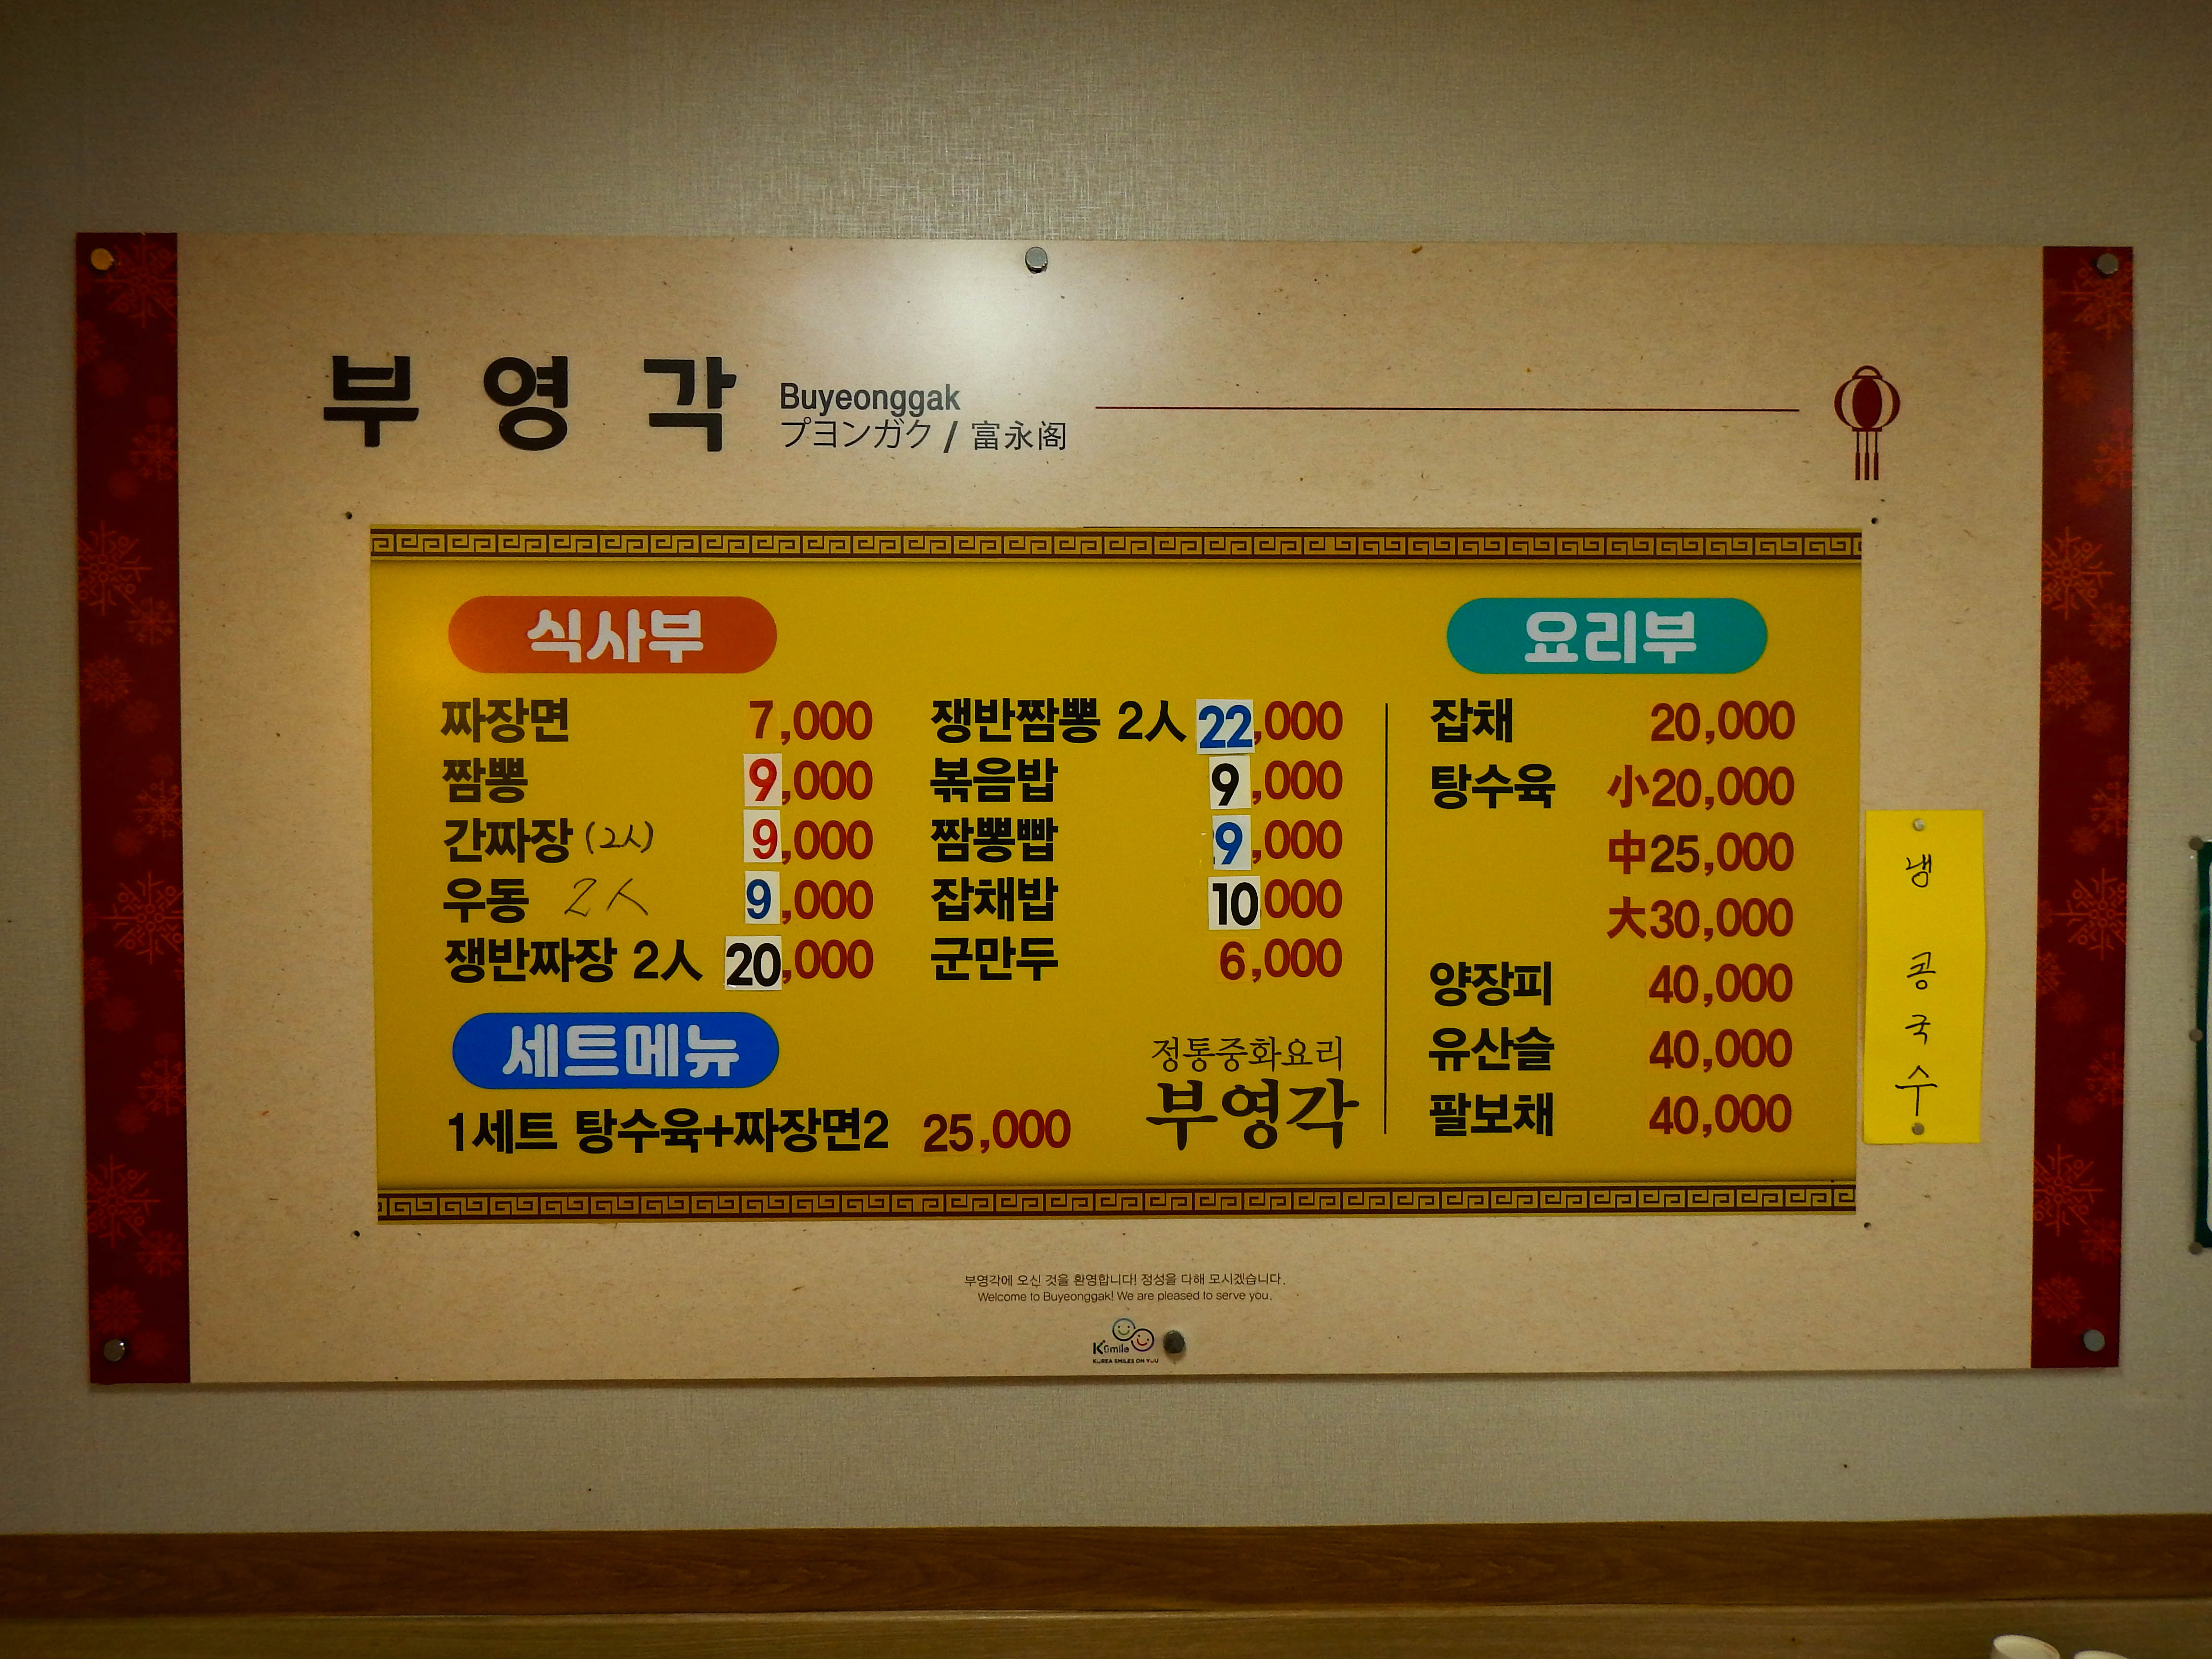 부영각
Buyeonggak
プヨンガク / 富永阁
식사부
짜장면 7,000
짬뽕 9,000
간짜장 (2人) 9,000
우동 2人 9,000
쟁반짜장 2人 20,000
쟁반짬뽕 2人 22,000
볶음밥 9,000
짬뽕빱 9,000
잡채밥 10,000
군만두 6,000
세트메뉴
1세트 탕수육+짜장면2 25,000
정통중화요리
부영각
요리부
잡채 20,000
탕수육 小20,000
中25,000
大30,000
양장피 40,000
유산슬 40,000
팔보채 40,000
냉콩국수
부영각에 오신 것을 환영합니다! 정성을 다해 모시겠습니다.
Welcome to Buyeonggak! We are pleased to serve you.
K smile
KOREA SMILES ON YOU